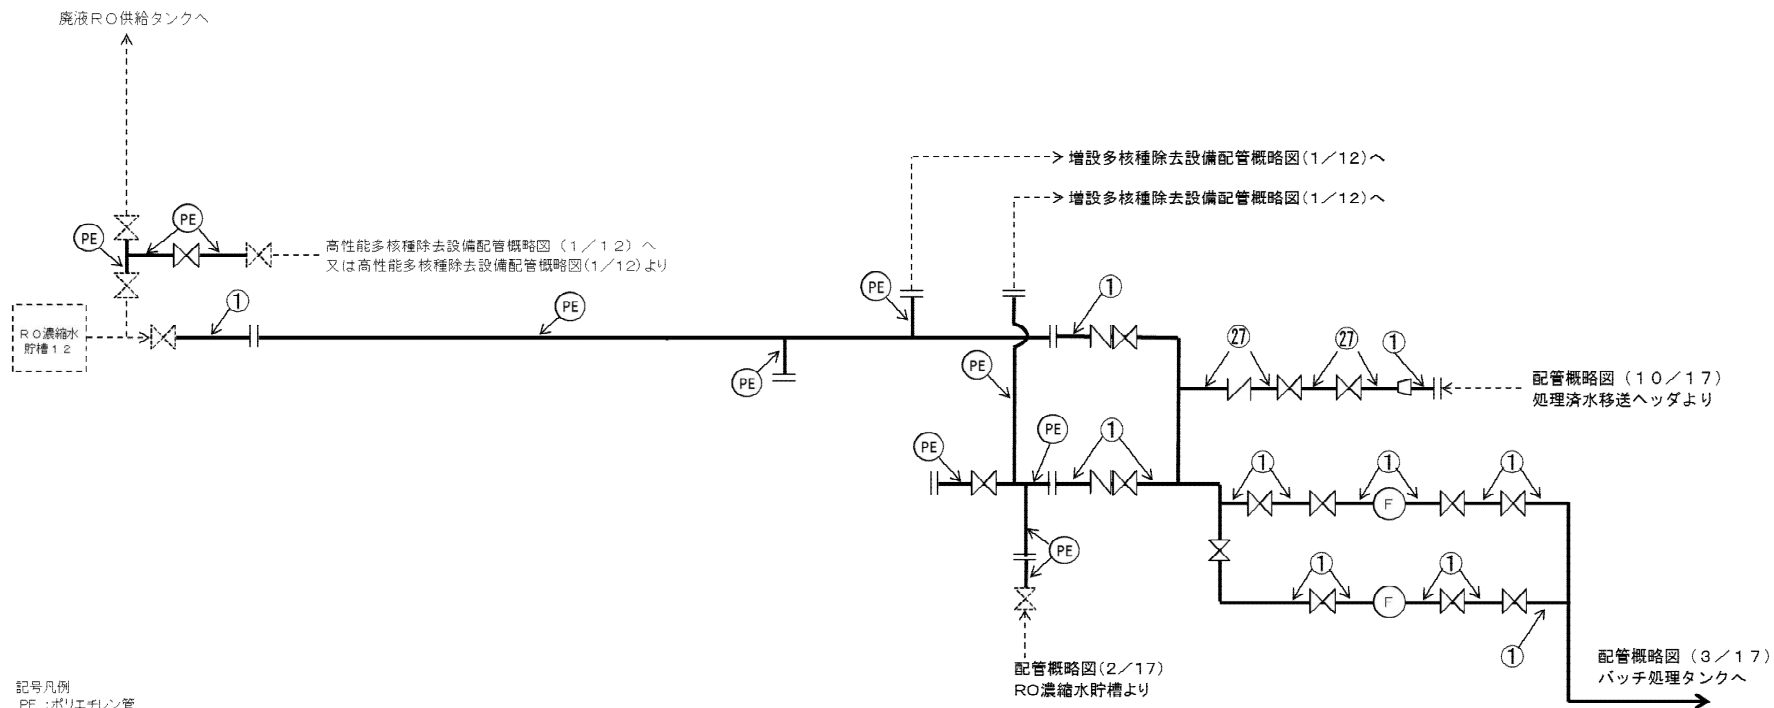 廃液RO供給タンクへ
増設多核種除去設備配管概略図(1/12)へ
増設多核種除去設備配管概略図(1/12)へ
PE
PE
高性能多核種除去設備配管概略図(1/12)へ
又は高性能多核種除去設備配管概略図(1/12)より
RO濃縮水
貯槽12
①
PE
PE
PE
①
PE
㉗
㉗
①
配管概略図(10/17)
処理済水移送ヘッダより
PE
PE
①
①
①
①
F
PE
①
①
F
①
配管概略図(2/17)
RO濃縮水貯槽より
配管概略図(3/17)
バッチ処理タンクへ
記号凡例
PE :ポリエチレン管